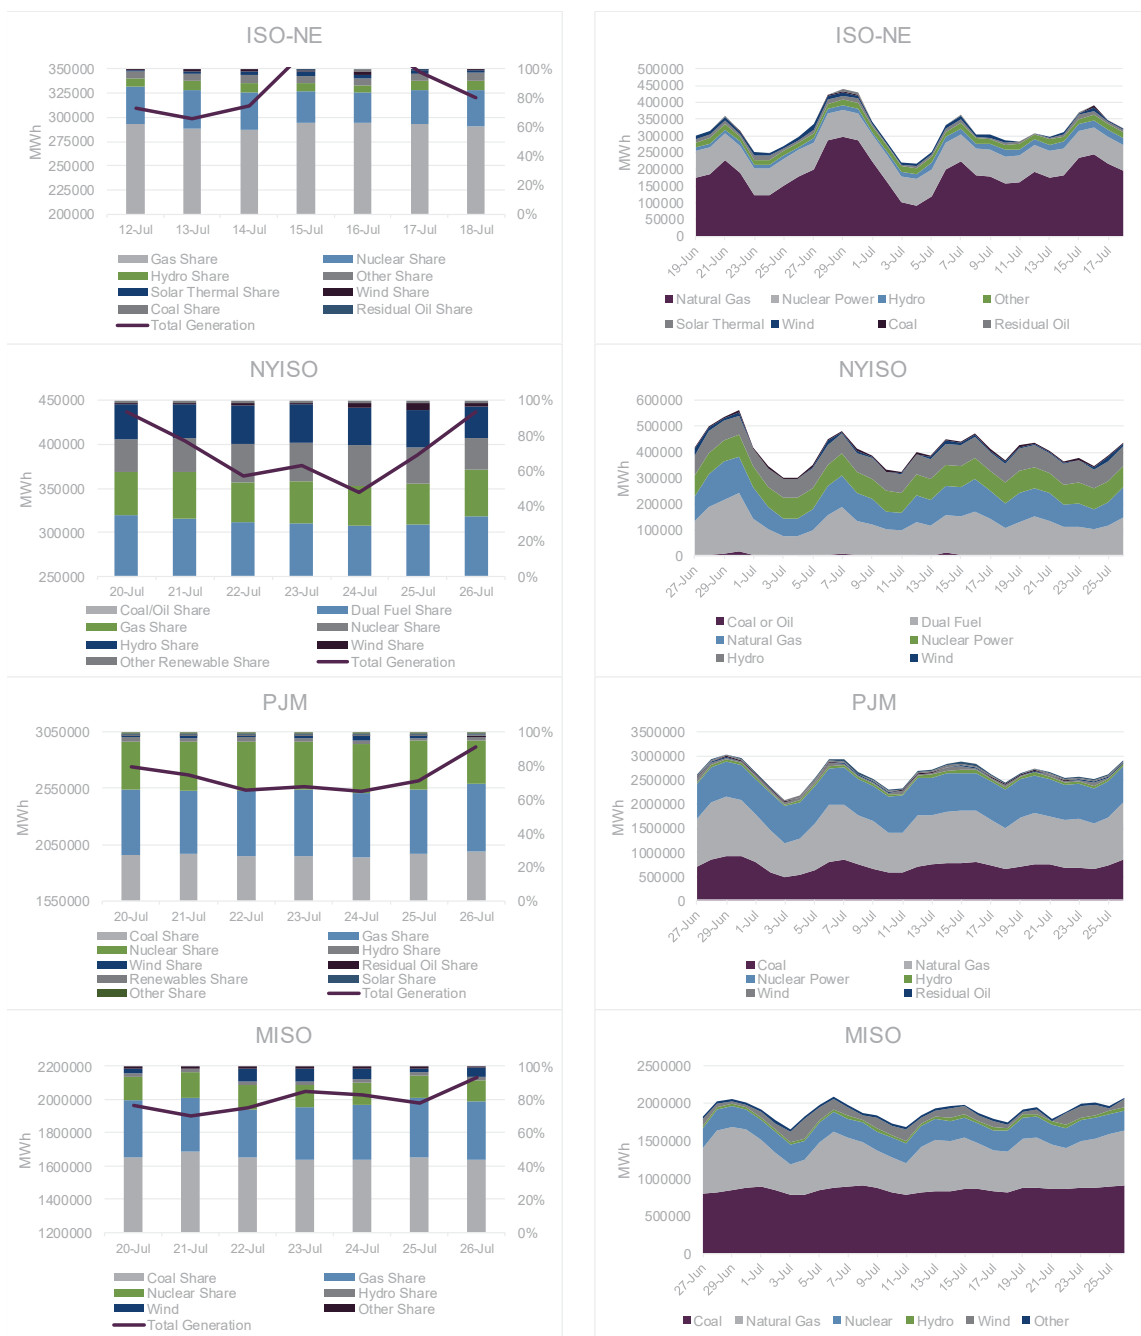 ISO-NE
350000
325000
300000
275000
250000
225000
200000
MWh
100%
80%
60%
40%
20%
0%
12-Jul 13-Jul 14-Jul 15-Jul 16-Jul 17-Jul 18-Jul
Gas Share Nuclear Share
Hydro Share Other Share
Solar Thermal Share Wind Share
Coal Share Residual Oil Share
Total Generation
ISO-NE
500000
450000
400000
350000
300000
250000
200000
150000
100000
50000
0
MWh
19-Jun 21-Jun 23-Jun 25-Jun 27-Jun 29-Jun 1-Jul 3-Jul 5-Jul 7-Jul 9-Jul 11-Jul 13-Jul 15-Jul 17-Jul
Natural Gas Nuclear Power Hydro Other
Solar Thermal Wind Coal Residual Oil
NYISO
450000
400000
350000
300000
250000
MWh
100%
80%
60%
40%
20%
0%
20-Jul 21-Jul 22-Jul 23-Jul 24-Jul 25-Jul 26-Jul
Coal/Oil Share Dual Fuel Share
Gas Share Nuclear Share
Hydro Share Wind Share
Other Renewable Share Total Generation
NYISO
600000
500000
400000
300000
200000
100000
0
MWh
27-Jun 29-Jun 1-Jul 3-Jul 5-Jul 7-Jul 9-Jul 11-Jul 13-Jul 15-Jul 17-Jul 19-Jul 21-Jul 23-Jul 25-Jul
Coal or Oil Dual Fuel
Natural Gas Nuclear Power
Hydro Wind
PJM
3050000
2550000
2050000
1550000
MWh
100%
80%
60%
40%
20%
0%
20-Jul 21-Jul 22-Jul 23-Jul 24-Jul 25-Jul 26-Jul
Coal Share Gas Share
Nuclear Share Hydro Share
Wind Share Residual Oil Share
Renewables Share Solar Share
Other Share Total Generation
PJM
3500000
3000000
2500000
2000000
1500000
1000000
500000
0
MWh
27-Jun 29-Jun 1-Jul 3-Jul 5-Jul 7-Jul 9-Jul 11-Jul 13-Jul 15-Jul 17-Jul 19-Jul 21-Jul 23-Jul 25-Jul
Coal Natural Gas
Nuclear Power Hydro
Wind Residual Oil
MISO
2200000
2000000
1800000
1600000
1400000
1200000
MWh
100%
80%
60%
40%
20%
0%
20-Jul 21-Jul 22-Jul 23-Jul 24-Jul 25-Jul 26-Jul
Coal Share Gas Share
Nuclear Share Hydro Share
Wind Other Share
Total Generation
MISO
2500000
2000000
1500000
1000000
500000
0
MWh
27-Jun 29-Jun 1-Jul 3-Jul 5-Jul 7-Jul 9-Jul 11-Jul 13-Jul 15-Jul 17-Jul 19-Jul 21-Jul 23-Jul 25-Jul
Coal Natural Gas Nuclear Hydro Wind Other